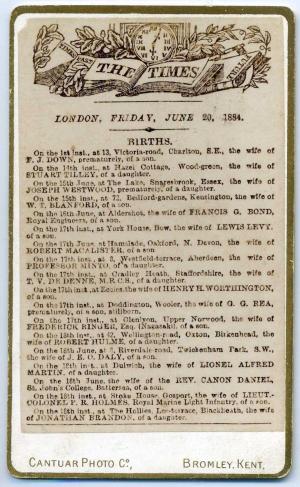 THE TIMES
LONDON, FRIDAY, JUNE 20, 1884.
BIRTHS.
On the 1st inst., at 13, Victoria-road, Charlton, S.E., the wife of
F. J. DOWN, prematurely, of a son.
On the 14th inst., at Hazel Cottage, Wood-green, the wife of
STUART TILLEY, of a daughter.
On the 15th June, at The Lake, Snaresbrook, Essex, the wife of
JOSEPH WESTWOOD, prematurely, of a daughter.
On the 15th inst., at 72, Bedford-gardens, Kensington, the wife of
W. T. BLANFORD, of a son.
On the 16th June, at Aldershot, the wife of FRANCIS G. BOND,
Royal Engineers, of a son.
On the 17th inst., at York House, Bow, the wife of LEWIS LEVY,
of a son.
On the 17th June, at Hamslade, Oakford, N. Devon, the wife of
ROBERT MACALISTER, of a son.
On the 17th inst., at 5, Westfield-terrace, Aberdeen, the wife of
PROFESSOR MINTO, of a daughter.
On the 17th inst., at Cradley Heath, Staffordshire, the wife of
T. V. DE DENNE, M.R.C.S., of a daughter.
On the 17th inst., at Eccles, the wife of HENRY H. WORTHINGTON,
of a son.
On the 17th inst., at Doddington, Wooler, the wife of G. G. REA,
prematurely, of a son, stillborn.
On the 17th inst., at Glenlyon, Upper Norwood, the wife of
FREDERICK RINGER, Esq. (Nagasaki), of a son.
On the 18th inst., at 62, Wellington-road, Oxton, Birkenhead, the
wife of ROBERT HULME, of a daughter.
On the 18th June, at Riverdale-road, Twickenham Park, S.W.,
the wife of J. E. O. DALY, of a son.
On the 18th inst., at Dulwich, the wife of LIONEL ALFRED
MARTIN, of a daughter.
On the 18th June, the wife of the REV. CANON DANIEL,
St. John's College, Battersea, of a son.
On the 18th inst., at Stoke House, Gosport, the wife of LIEUT.-
COLONEL P. R. HOLMES, Royal Marine Light Infantry, of a son.
On the 18th inst., at The Hollies, Lee-terrace, Blackheath, the wife
of JONATHAN BRANDON, of a daughter.
CANTUAR PHOTO Co, BROMLEY, KENT.